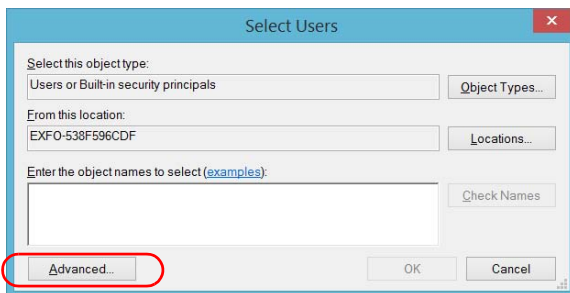 Select Users
x
Select this object type:
Users or Built-in security principals
Object Types...
From this location:
EXFO-538F596CDF
Locations...
Enter the object names to select (examples):
Check Names
Advanced...
OK
Cancel